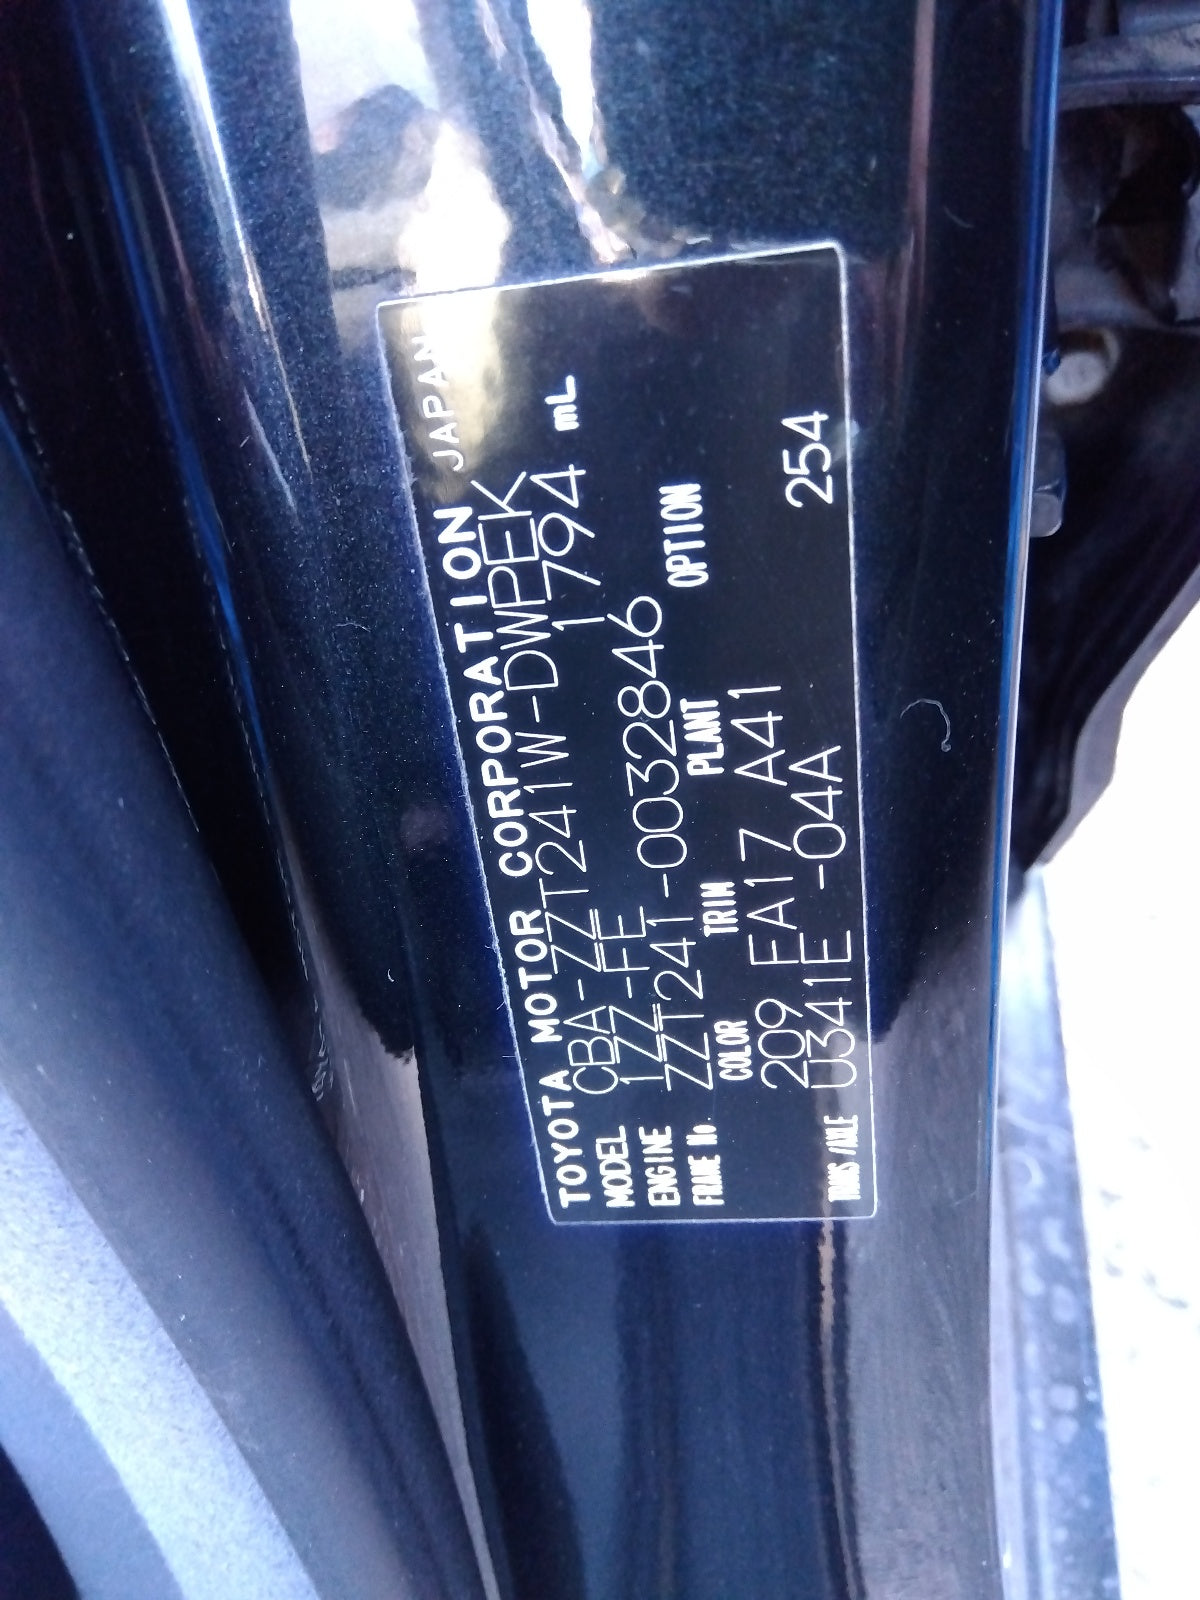 TOYOTA MOTOR CORPORATION JAPAN
MODEL CBA-ZZT241W-DWPEK
ENGINE 1ZZ-FE 1794 mL
FRAME No. ZZT241-0032846
COLOR TRIM PLANT OPTION
209 FA17 A41
TRANS/AXLE U341E -04A 254